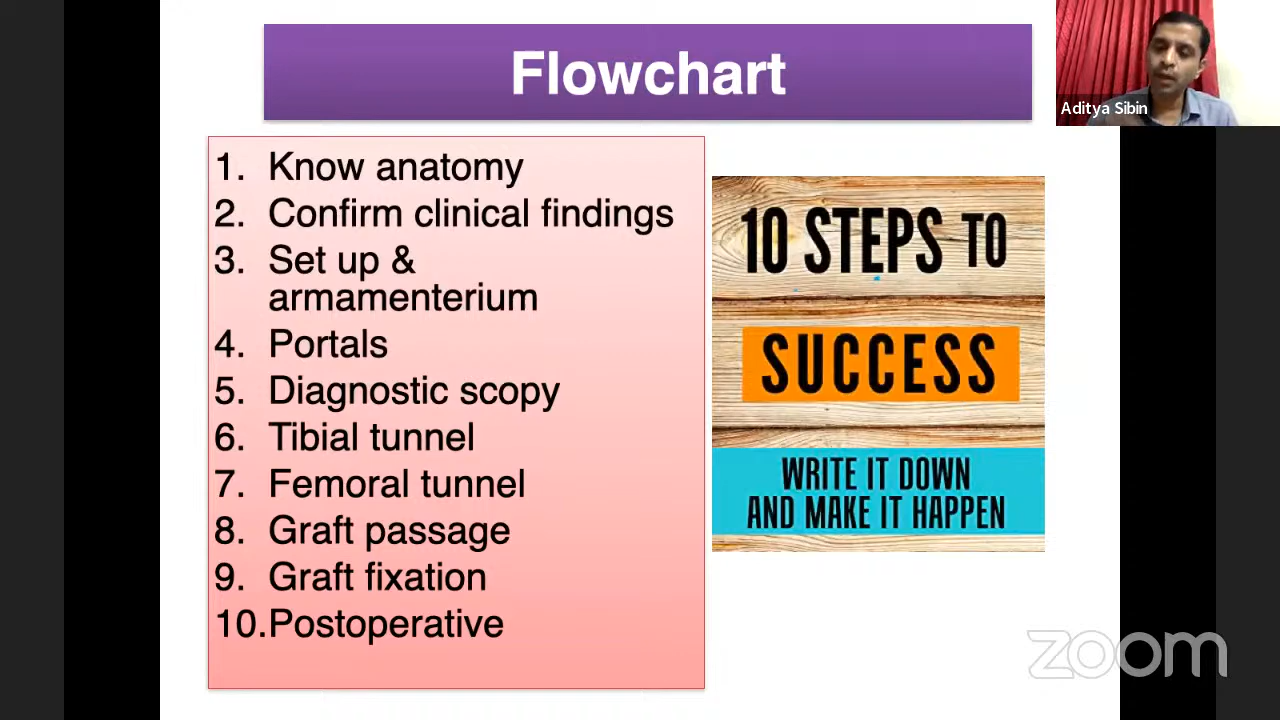 Flowchart
Aditya Sibin
1. Know anatomy
2. Confirm clinical findings
3. Set up &
armamenterium
4. Portals
5. Diagnostic scopy
6. Tibial tunnel
7. Femoral tunnel
8. Graft passage
9. Graft fixation
10.Postoperative
10 STEPS TO
SUCCESS
WRITE IT DOWN
AND MAKE IT HAPPEN
zoom